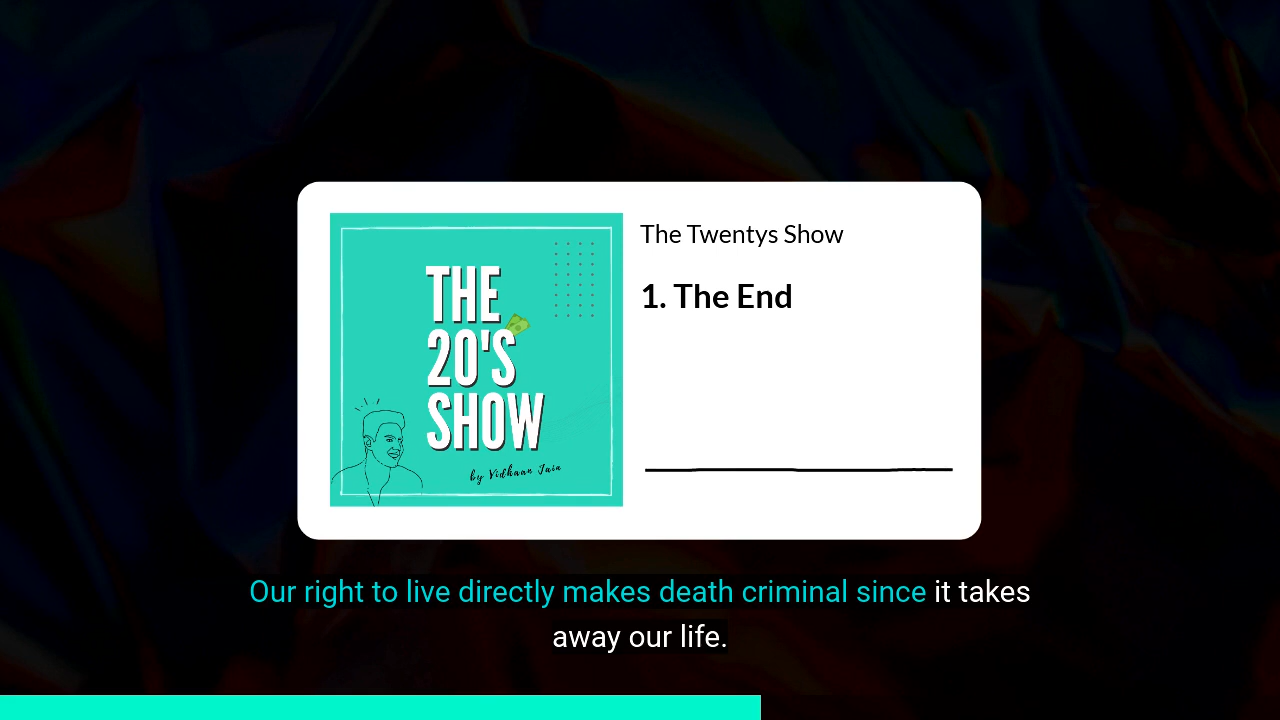 THE
20'S
SHOW
by Vidhaan Jain
The Twentys Show
1. The End
Our right to live directly makes death criminal since it takes
away our life.